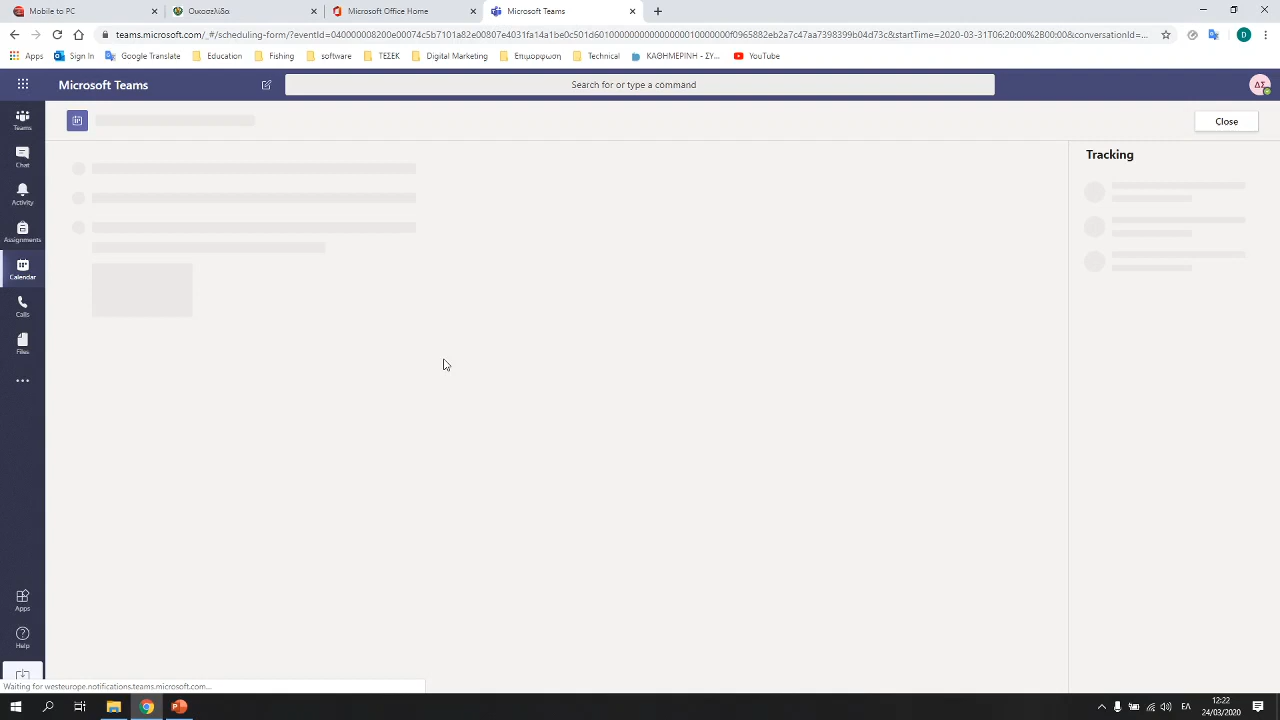 Mobile to PC
Οικοσελίδα
Microsoft Office Home
Microsoft Teams
teams.microsoft.com/_#/scheduling-form/?eventId=040000008200e00074c5b7101a82e00807e4031fa14a1be0c501d6010000000000000000010000000f0965882eb2a7c47aa7398399b04d73c&startTime=2020-03-31T06:20:00%2B00:00&conversationId=...
Apps
Sign In
Google Translate
Education
Fishing
software
ΤΕΣΕΚ
Digital Marketing
Επιμορφωση
Technical
ΚΑΘΗΜΕΡΙΝΗ - ΣΥ...
YouTube
Microsoft Teams
Search for or type a command
ΔΣ
Close
Teams
Chat
Activity
Assignments
Calendar
Calls
Files
Tracking
Apps
Help
Waiting for westeurope.notifications.teams.microsoft.com...
ΕΛ
12:22
24/03/2020